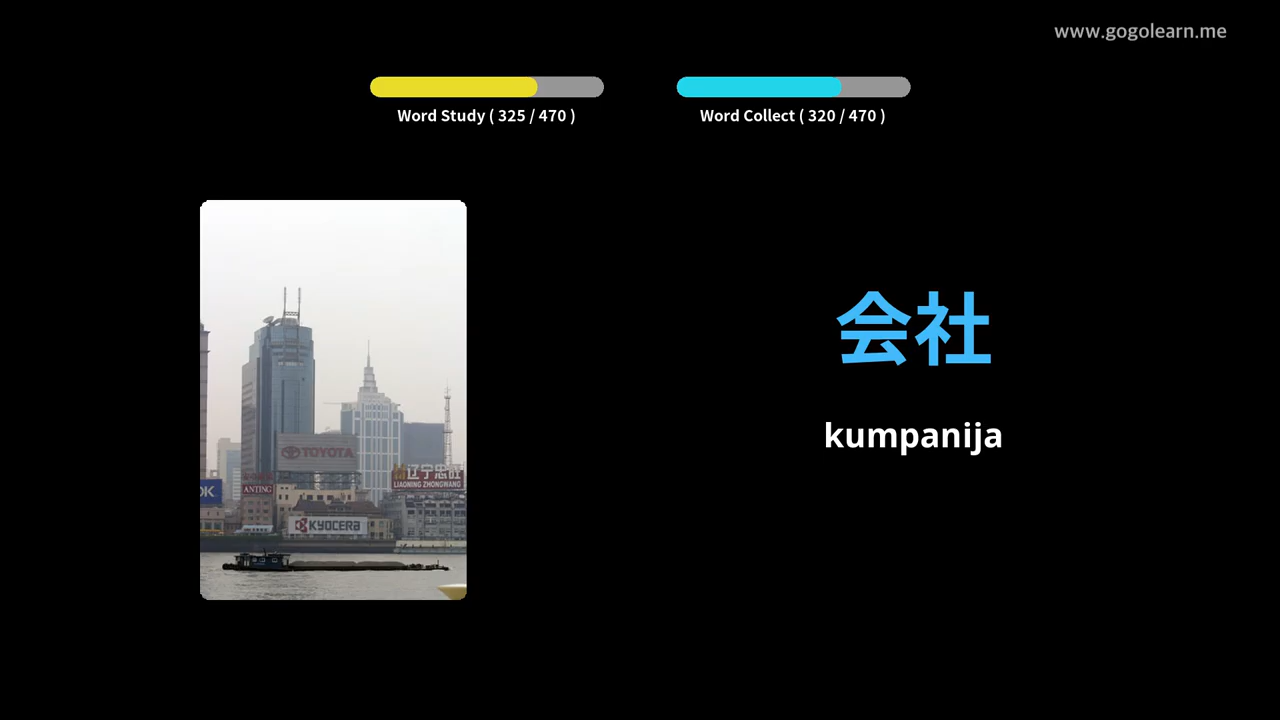 www.gogolearn.me
Word Study ( 325 / 470 )
Word Collect ( 320 / 470 )
会社
kumpanija
TOYOTA
辽宁忠旺
LIAONING ZHONGWANG
OK
ANTING
KYOCERA